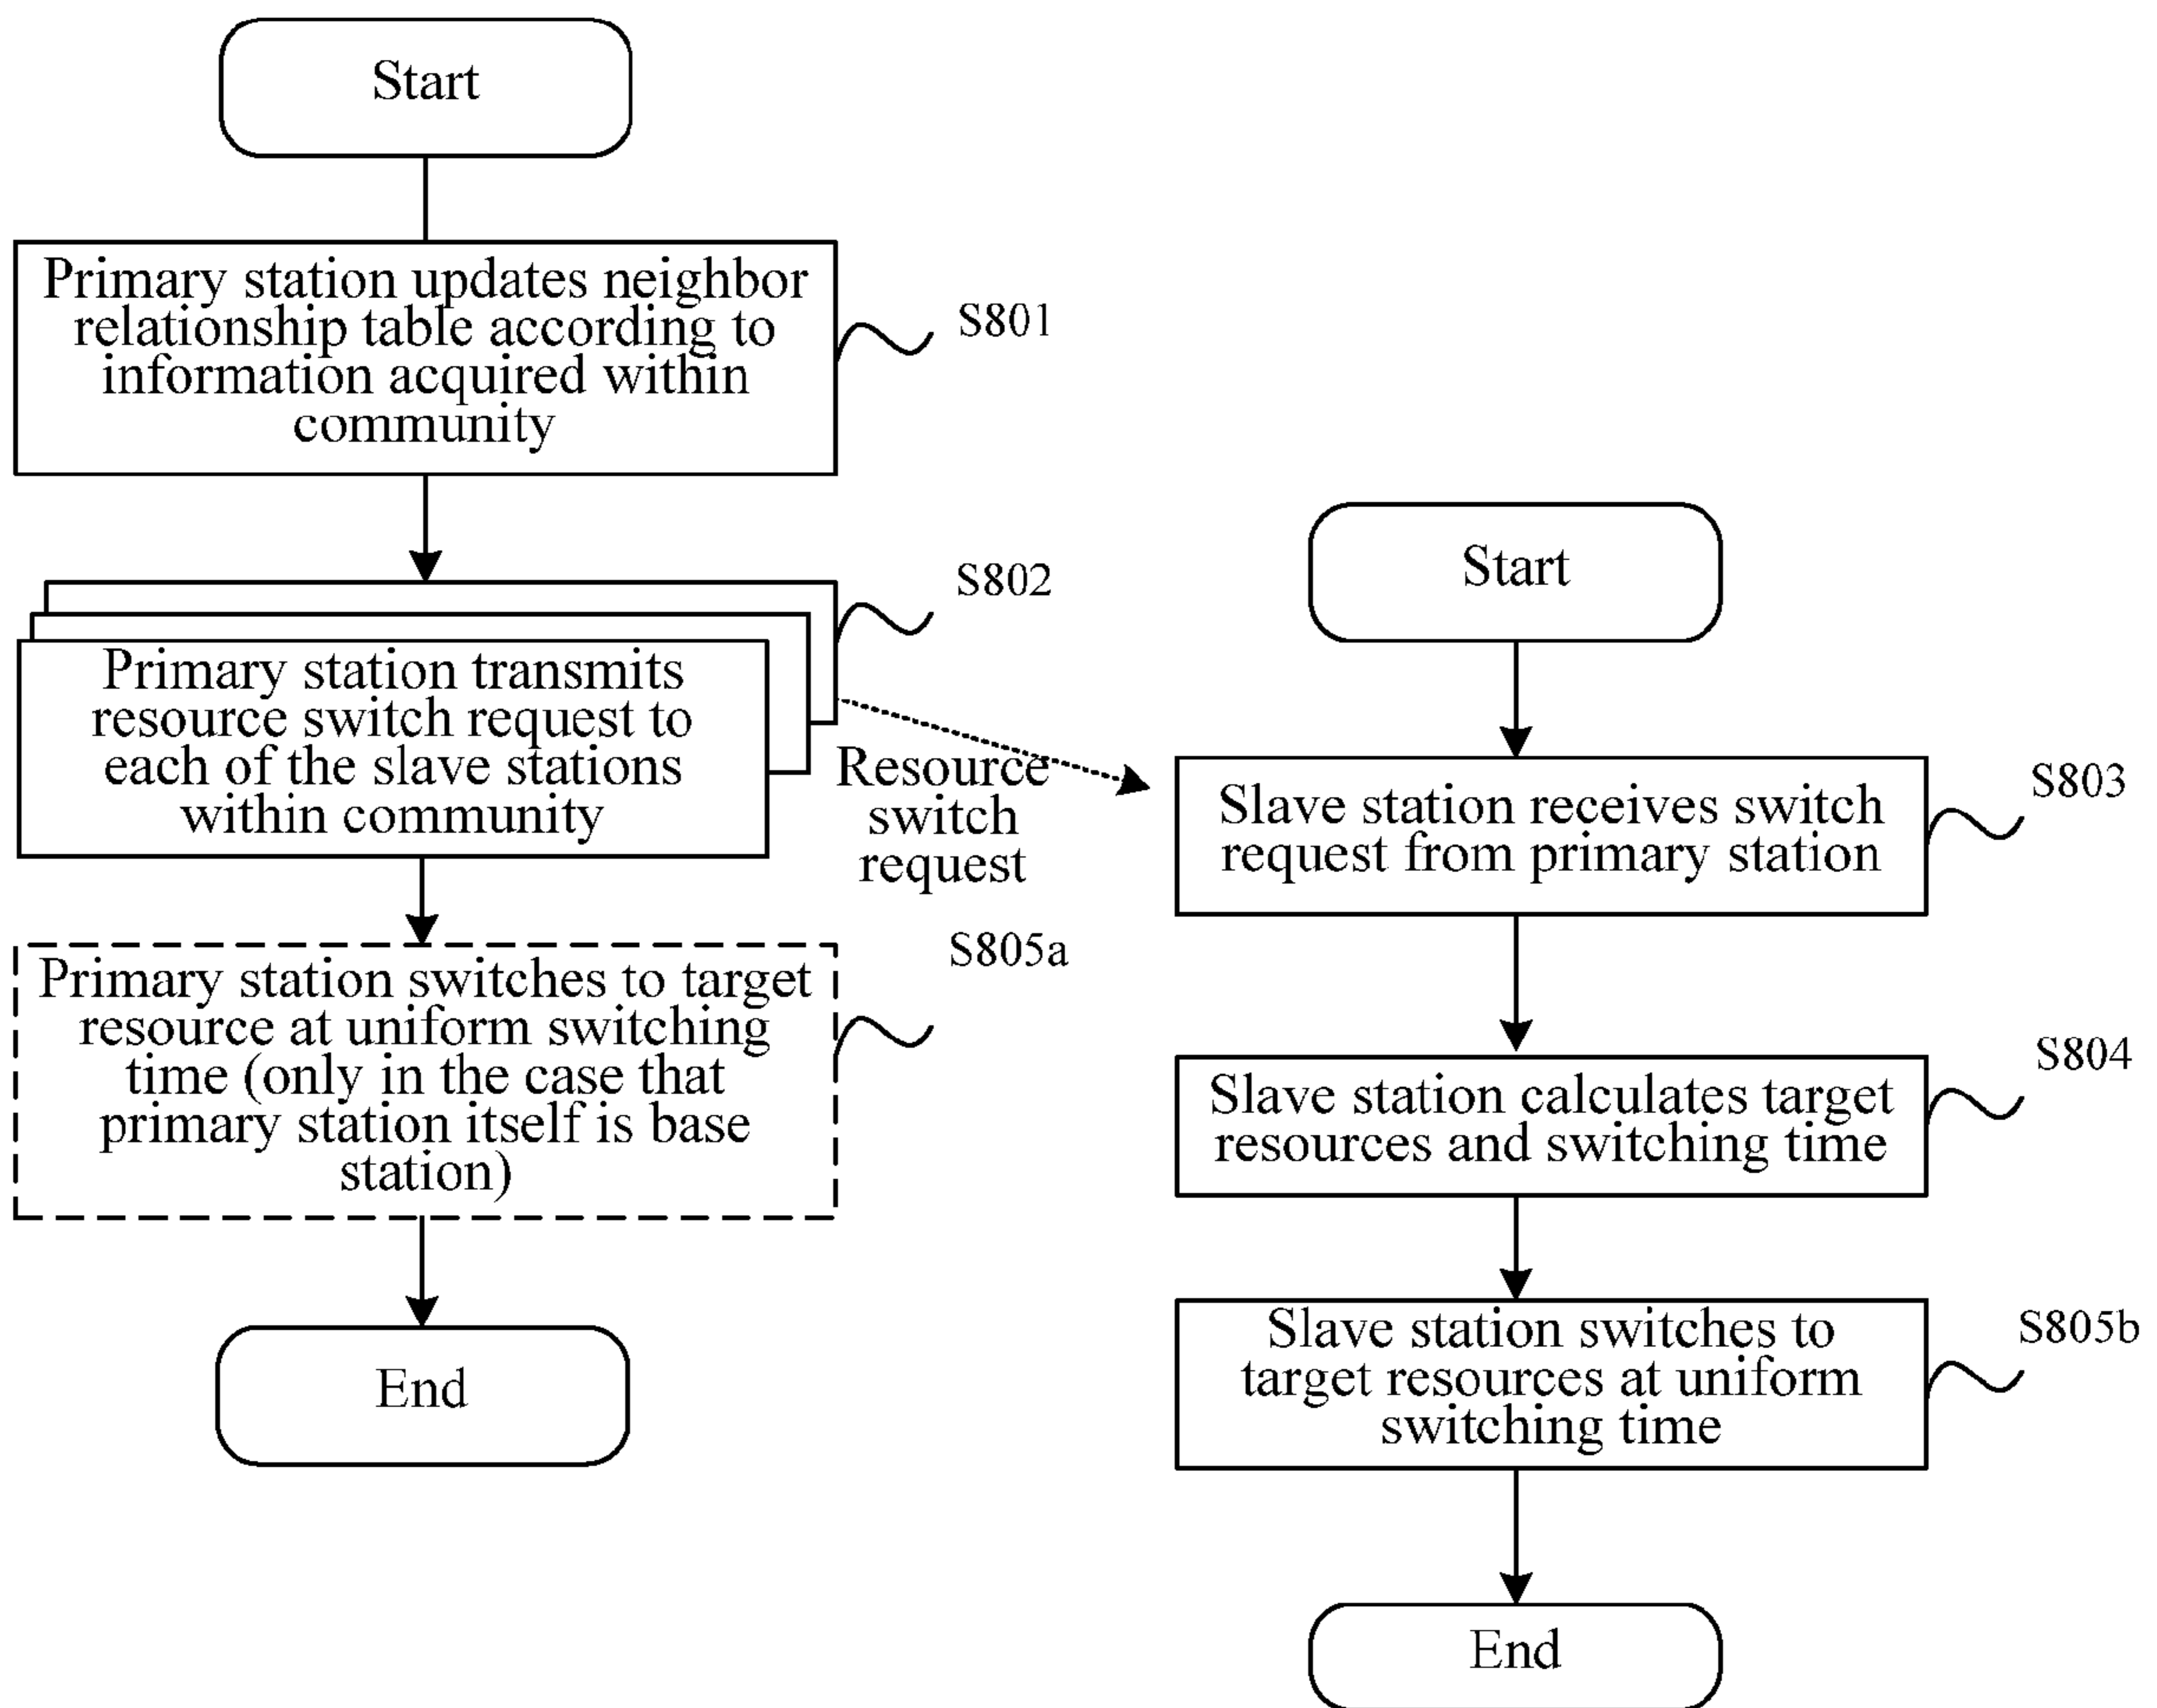 Start
Primary station updates neighbor
relationship table according to
information acquired within
community
S801
S802
Primary station transmits
resource switch request to
each of the slave stations
within community
Resource
switch
request
S805a
Primary station switches to target
resource at uniform switching
time (only in the case that
primary station itself is base
station)
End
Start
S803
Slave station receives switch
request from primary station
S804
Slave station calculates target
resources and switching time
S805b
Slave station switches to
target resources at uniform
switching time
End